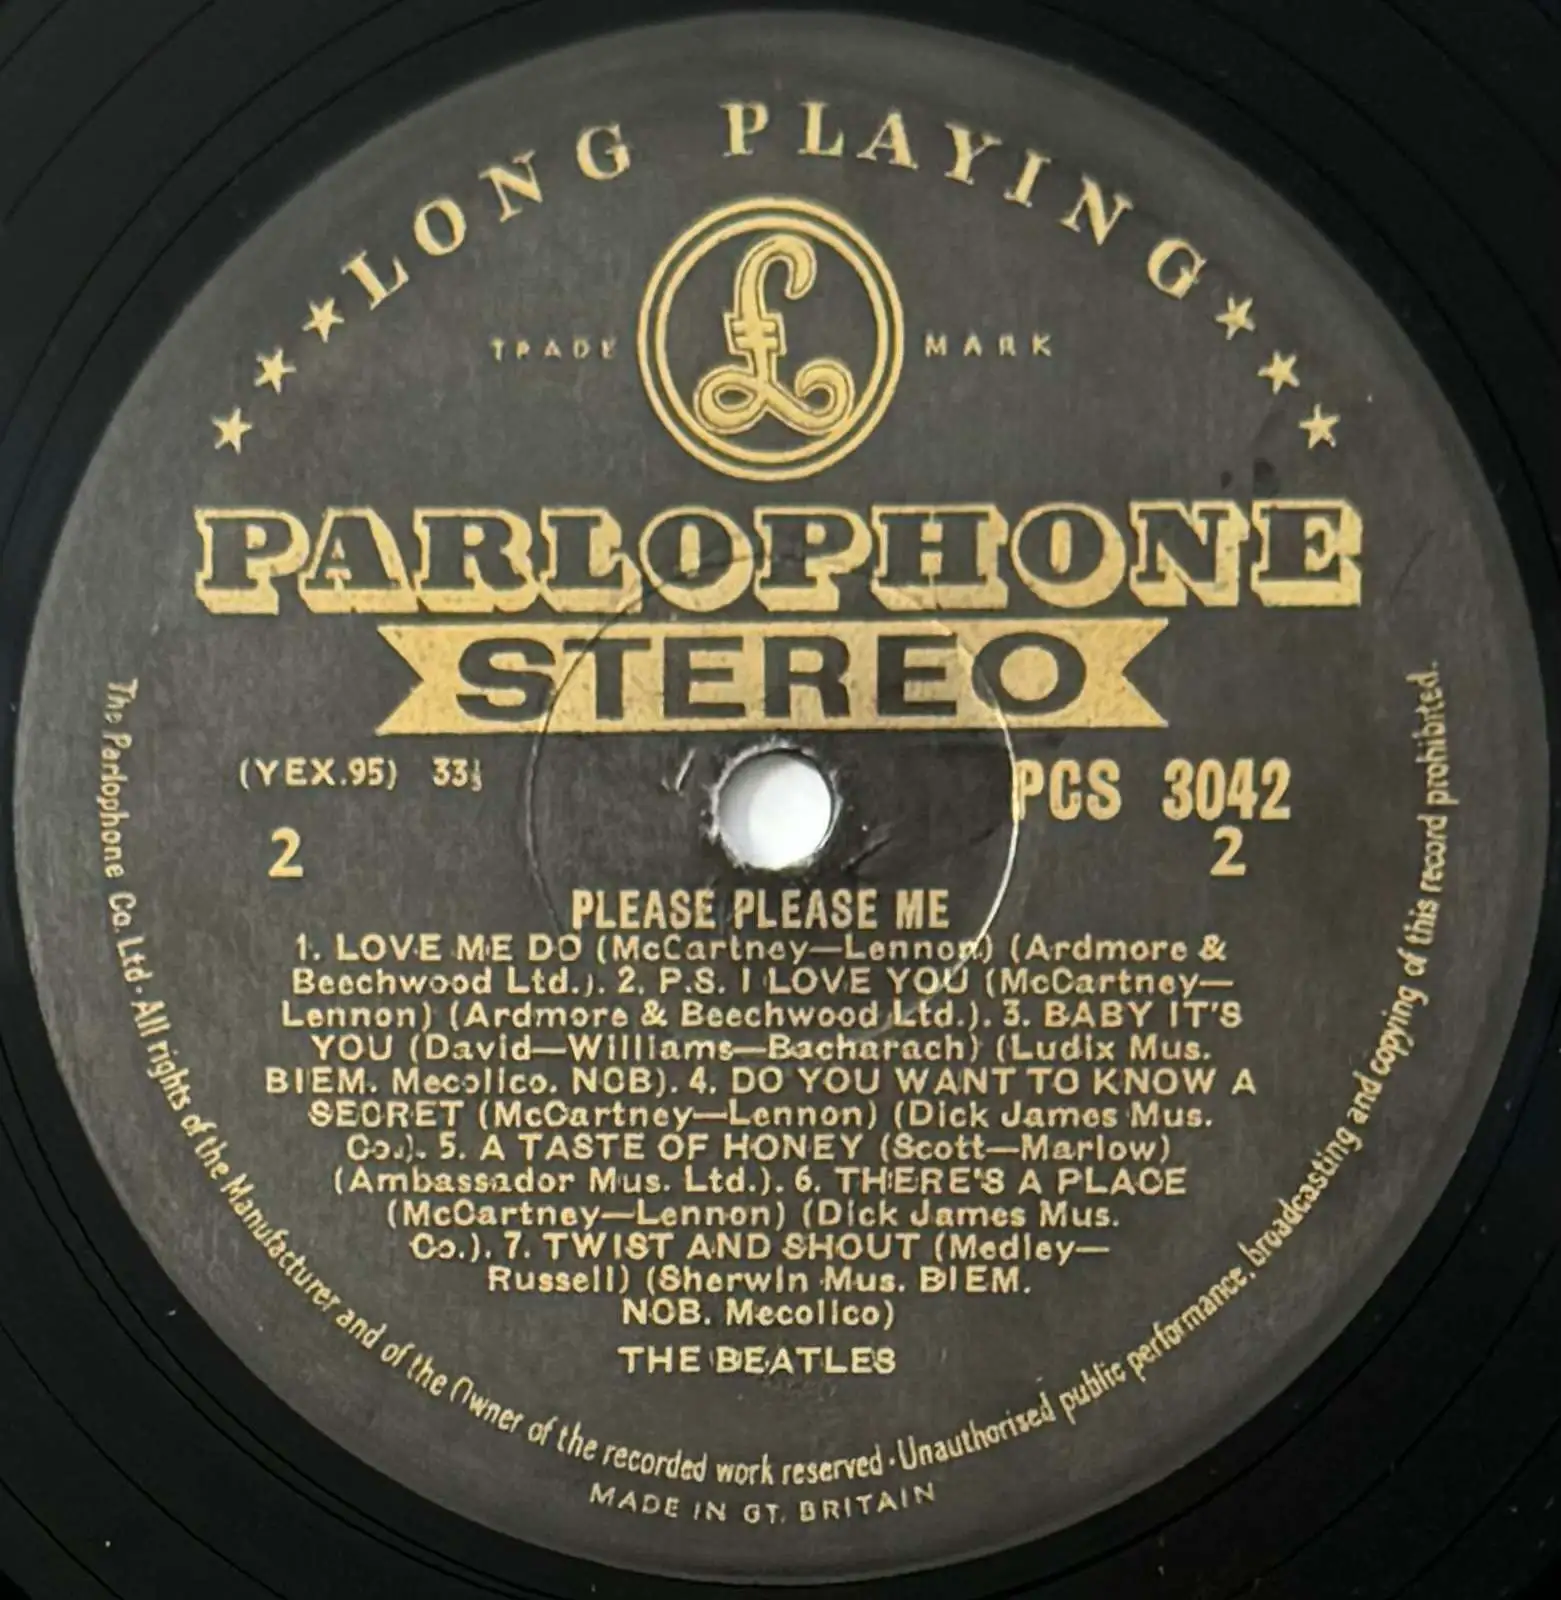 LONG PLAYING
TRADE £ MARK
PARLOPHONE
STEREO
(YEX.95) 33⅓
PCS 3042
2
2
PLEASE PLEASE ME
1. LOVE ME DO (McCartney—Lennon) (Ardmore &
Beechwood Ltd.). 2. P.S. I LOVE YOU (McCartney—
Lennon) (Ardmore & Beechwood Ltd.). 3. BABY IT'S
YOU (David—Williams—Bacharach) (Ludix Mus.
BIEM. Mecolico. NCB). 4. DO YOU WANT TO KNOW A
SECRET (McCartney—Lennon) (Dick James Mus.
Co.). 5. A TASTE OF HONEY (Scott—Marlow)
(Ambassador Mus. Ltd.). 6. THERE'S A PLACE
(McCartney—Lennon) (Dick James Mus.
Co.). 7. TWIST AND SHOUT (Medley—
Russell) (Sherwin Mus. BIEM.
NOB. Mecolico)
THE BEATLES
The Parlophone Co. Ltd · All rights of the Manufacturer and of the Owner of the recorded work reserved · Unauthorised public performance, broadcasting and copying of this record prohibited.
MADE IN GT. BRITAIN